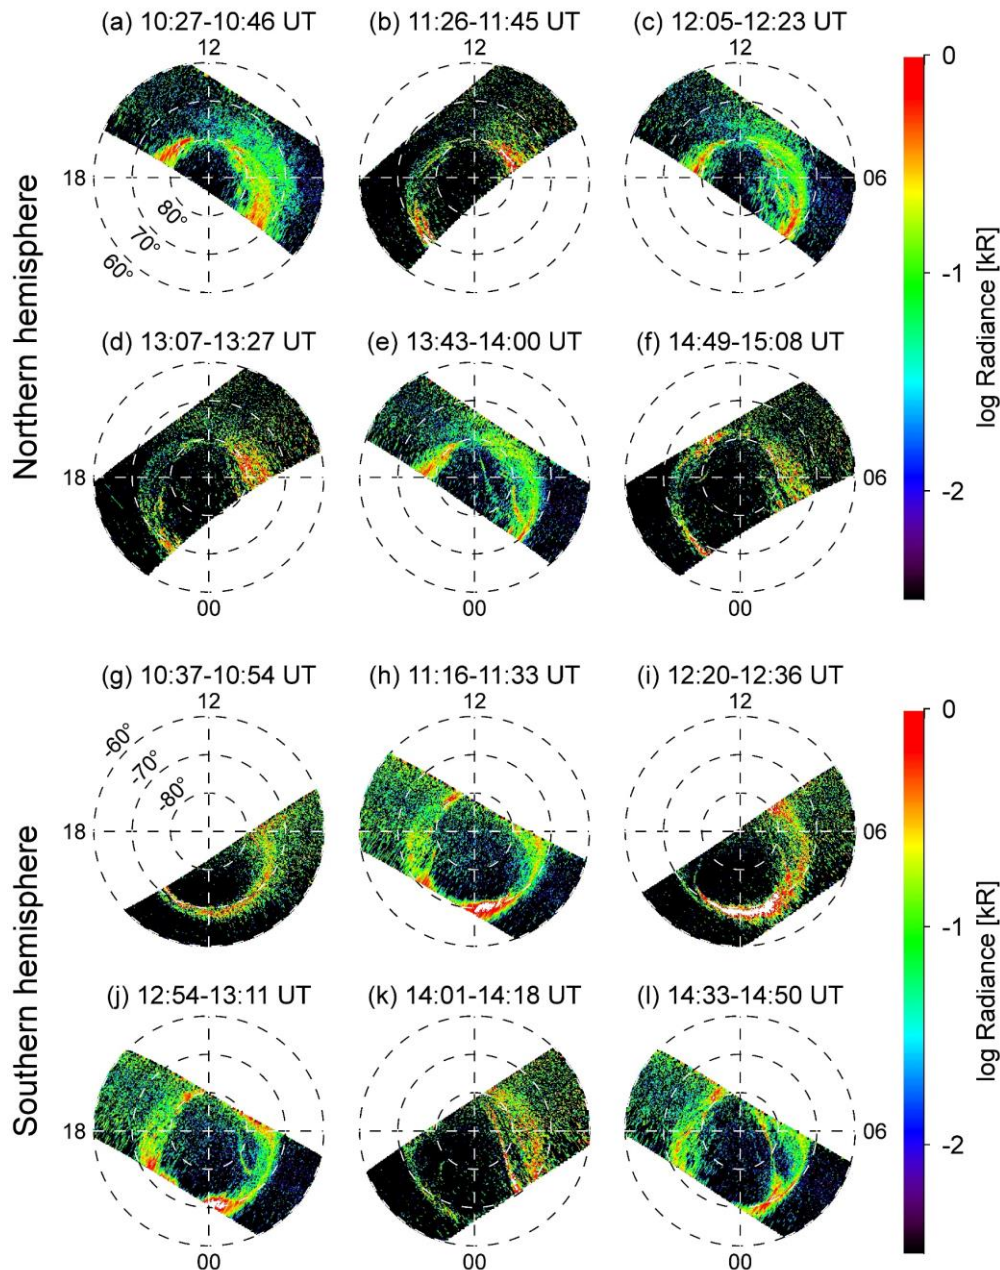 Northern hemisphere
(a) 10:27-10:46 UT
(b) 11:26-11:45 UT
(c) 12:05-12:23 UT
12
12
12
18
06
80°
70°
60°
(d) 13:07-13:27 UT
(e) 13:43-14:00 UT
(f) 14:49-15:08 UT
18
06
00
00
00
0
-1
-2
log Radiance [kR]
Southern hemisphere
(g) 10:37-10:54 UT
(h) 11:16-11:33 UT
(i) 12:20-12:36 UT
12
12
12
-60°
-70°
-80°
18
06
(j) 12:54-13:11 UT
(k) 14:01-14:18 UT
(l) 14:33-14:50 UT
18
06
00
00
00
0
-1
-2
log Radiance [kR]